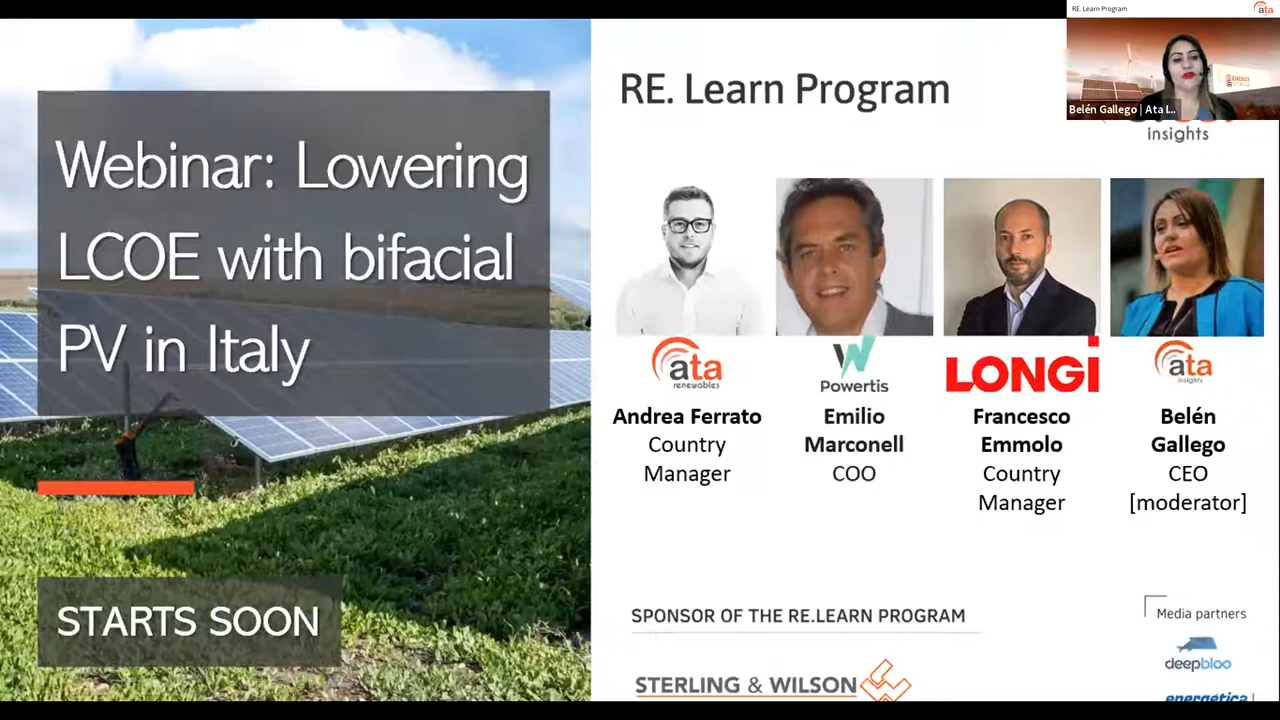 RE. Learn Program
ata
Belén Gallego | Ata I...
Webinar: Lowering
LCOE with bifacial
PV in Italy
STARTS SOON
RE. Learn Program
insights
ata
renewables
Andrea Ferrato
Country
Manager
Powertis
Emilio
Marconell
COO
LONGi
Francesco
Emmolo
Country
Manager
ata
insights
Belén
Gallego
CEO
[moderator]
SPONSOR OF THE RE.LEARN PROGRAM
STERLING & WILSON
Media partners
deepbloo
energética